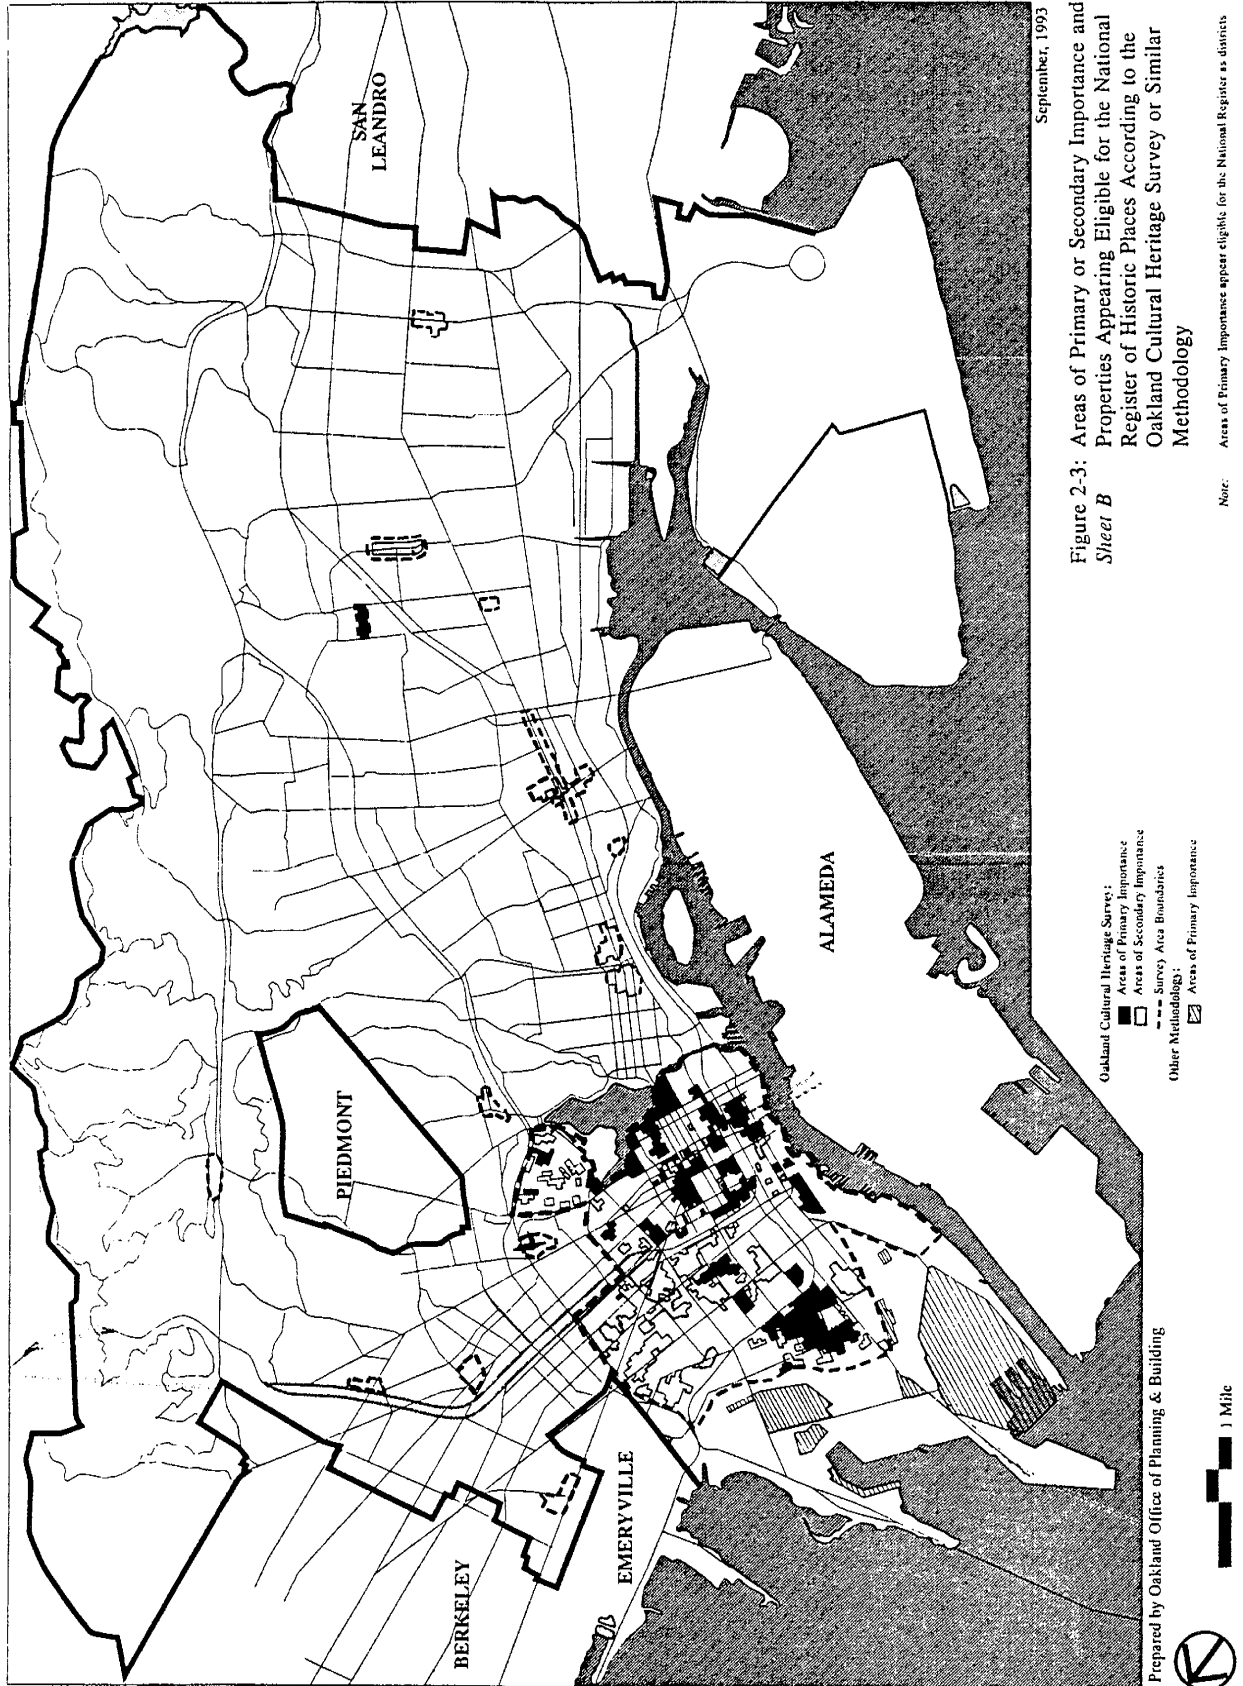 September, 1993
Figure 2-3: Areas of Primary or Secondary Importance and
Sheet B Properties Appearing Eligible for the National
Register of Historic Places According to the
Oakland Cultural Heritage Survey or Similar
Methodology
Note: Areas of Primary Importance appear eligible for the National Register as districts
SAN
LEANDRO
PIEDMONT
ALAMEDA
BERKELEY
EMERYVILLE
Oakland Cultural Heritage Survey:
Areas of Primary Importance
Areas of Secondary Importance
Survey Area Boundaries
Other Methodology:
Areas of Primary Importance
Prepared by Oakland Office of Planning & Building
1 Mile